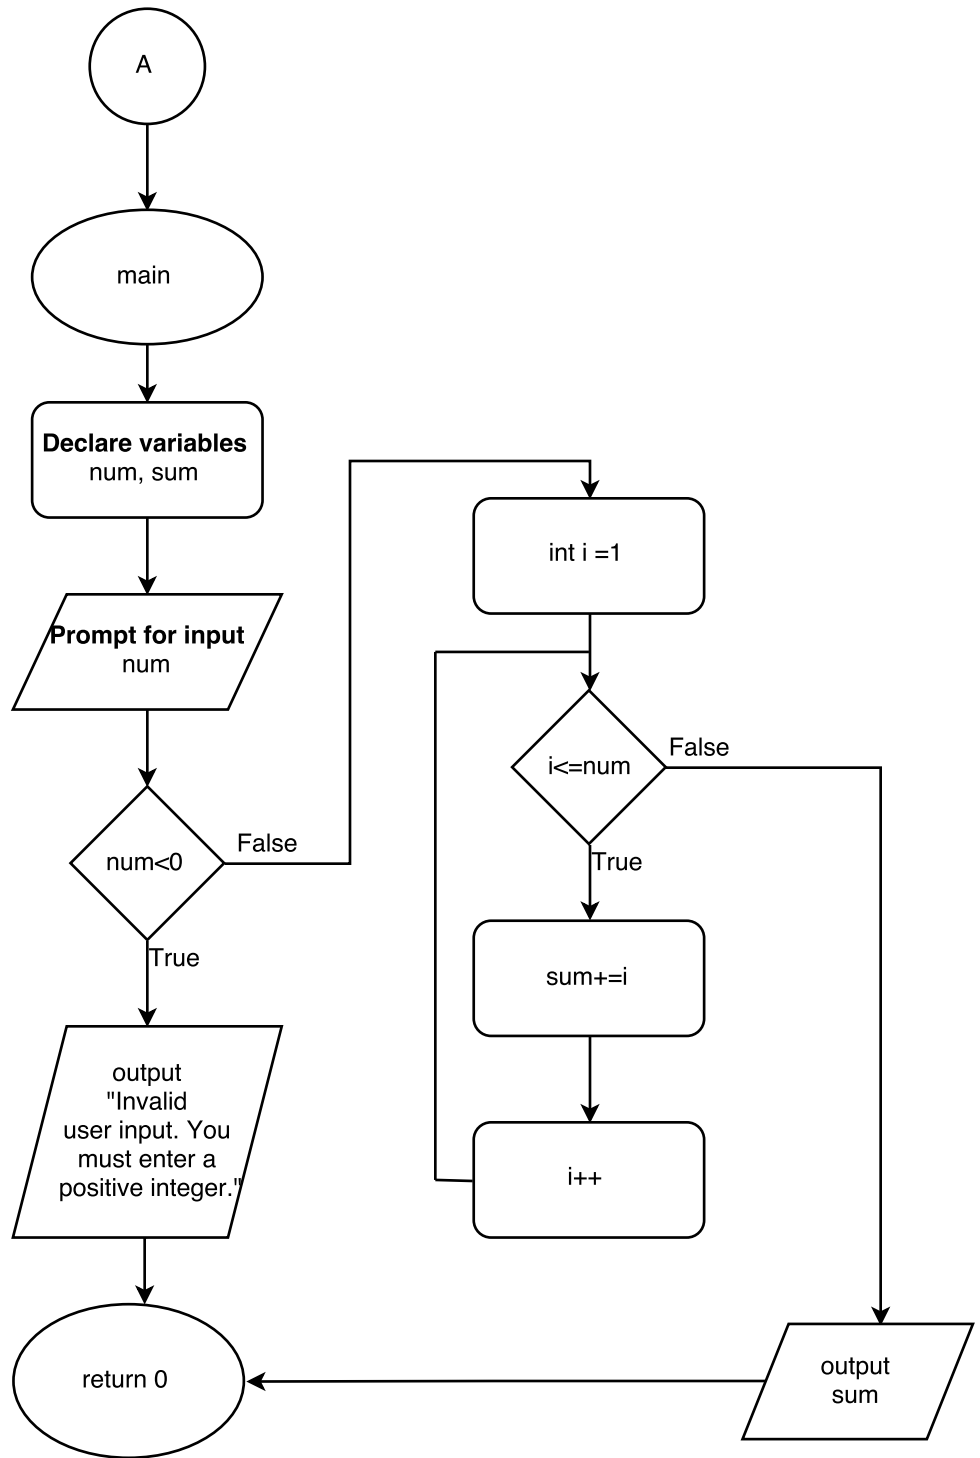 A
main
Declare variables
num, sum
Prompt for input
num
num<0
False
True
output
"Invalid
user input. You
must enter a
positive integer."
return 0
int i =1
i<=num
False
True
sum+=i
i++
output
sum